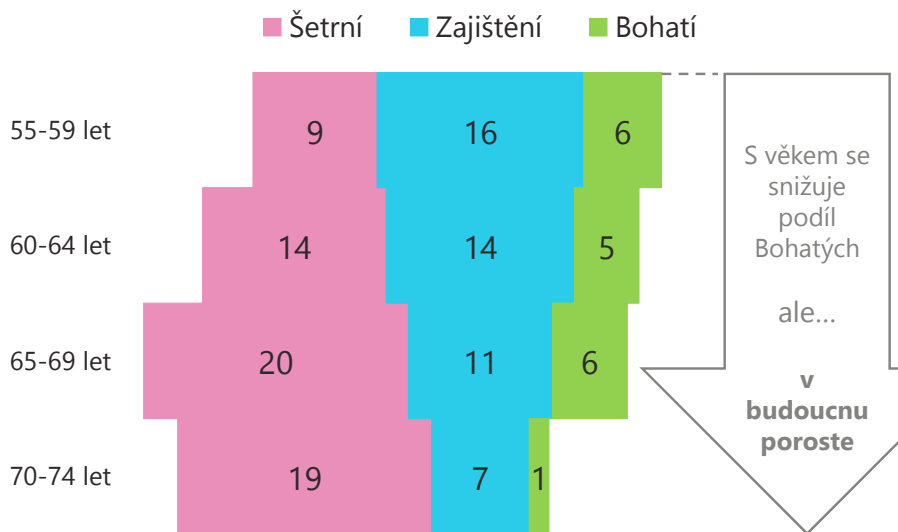 Šetrní Zajištění Bohatí
55-59 let 9 16 6
60-64 let 14 14 5
65-69 let 20 11 6
70-74 let 19 7 1
S věkem se
snižuje
podíl
Bohatých
ale...
v
budoucnu
poroste